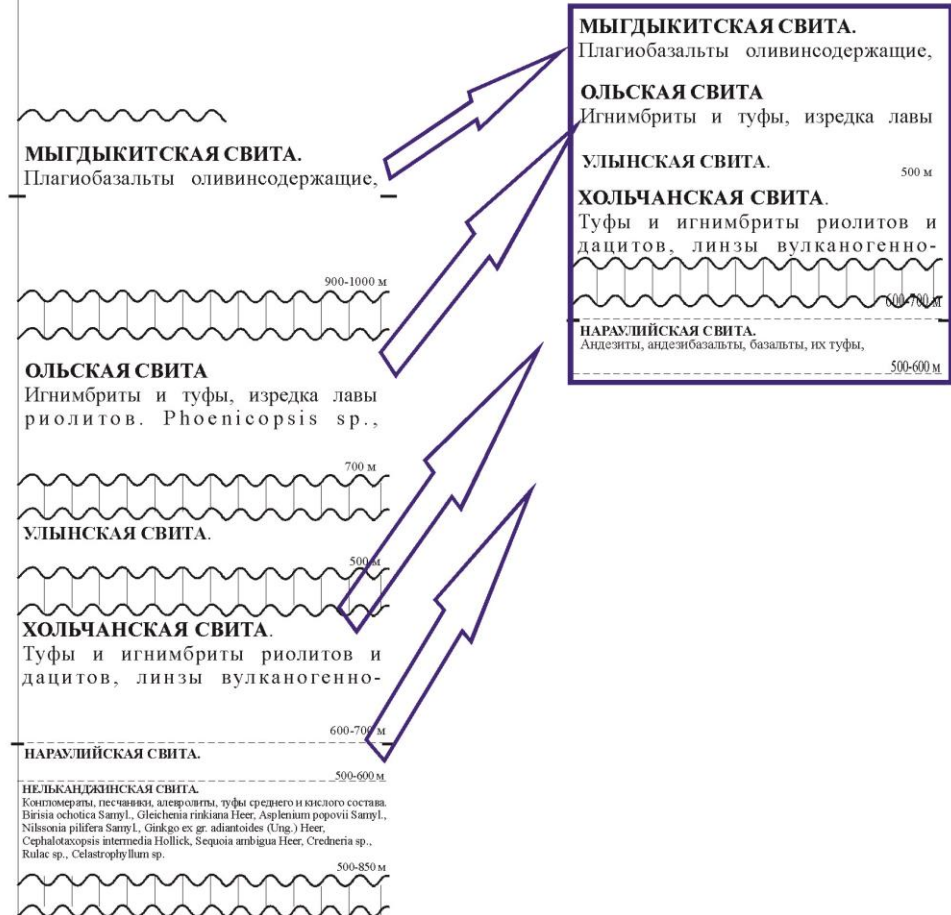 МЫГДЫКИТСКАЯ СВИТА.
Плагиобазальты оливинсодержащие,
900-1000 м
ОЛЬСКАЯ СВИТА
Игнимбриты и туфы, изредка лавы
риолитов. Phoenicopsis sp.,
700 м
УЛЫНСКАЯ СВИТА.
500 м
ХОЛЬЧАНСКАЯ СВИТА.
Туфы и игнимбриты риолитов и
дацитов, линзы вулканогенно-
600-700 м
НАРАУЛИЙСКАЯ СВИТА.
500-600 м
НЕЛЬКАНДЖИНСКАЯ СВИТА.
Конгломераты, песчаники, алевролиты, туфы среднего и кислого состава.
Birisia ochotica Samyl., Gleichenia rinkiana Heer, Asplenium popovii Samyl.,
Nilssonia pilifera Samyl., Ginkgo ex gr. adiantoides (Ung.) Heer,
Cephalotaxopsis intermedia Hollick, Sequoia ambigua Heer, Credneria sp.,
Rulac sp., Celastrophyllum sp.
500-850 м
МЫГДЫКИТСКАЯ СВИТА.
Плагиобазальты оливинсодержащие,
ОЛЬСКАЯ СВИТА
Игнимбриты и туфы, изредка лавы
УЛЫНСКАЯ СВИТА.
500 м
ХОЛЬЧАНСКАЯ СВИТА.
Туфы и игнимбриты риолитов и
дацитов, линзы вулканогенно-
600-700 м
НАРАУЛИЙСКАЯ СВИТА.
Андезиты, андезибазальты, базальты, их туфы,
500-600 м